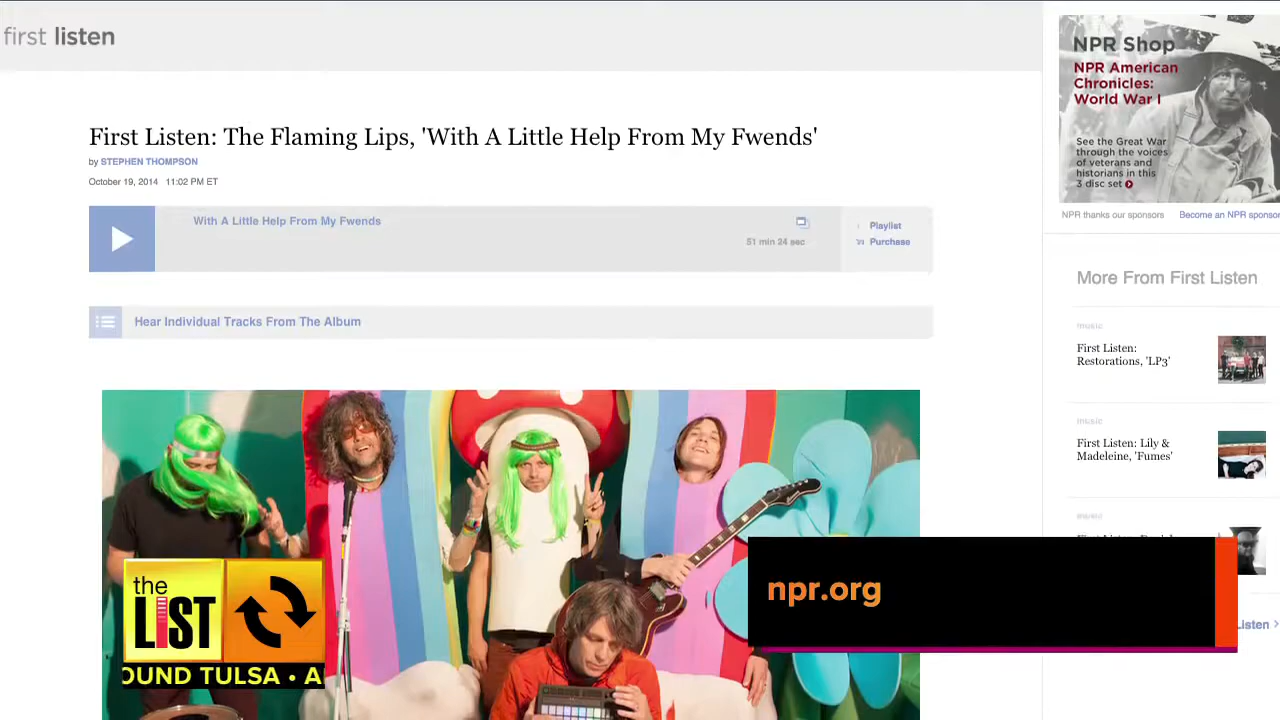 first listen
First Listen: The Flaming Lips, 'With A Little Help From My Fwends'
by STEPHEN THOMPSON
October 19, 2014 11:02 PM ET
With A Little Help From My Fwends
51 min 24 sec
Playlist
Purchase
Hear Individual Tracks From The Album
NPR Shop
NPR American
Chronicles:
World War I
See the Great War
through the voices
of veterans and
historians in this
3 disc set
NPR thanks our sponsors
Become an NPR sponsor
More From First Listen
music
First Listen:
Restorations, 'LP3'
music
First Listen: Lily &
Madeleine, 'Fumes'
music
Listen
npr.org
the
LIST
OUND TULSA • A